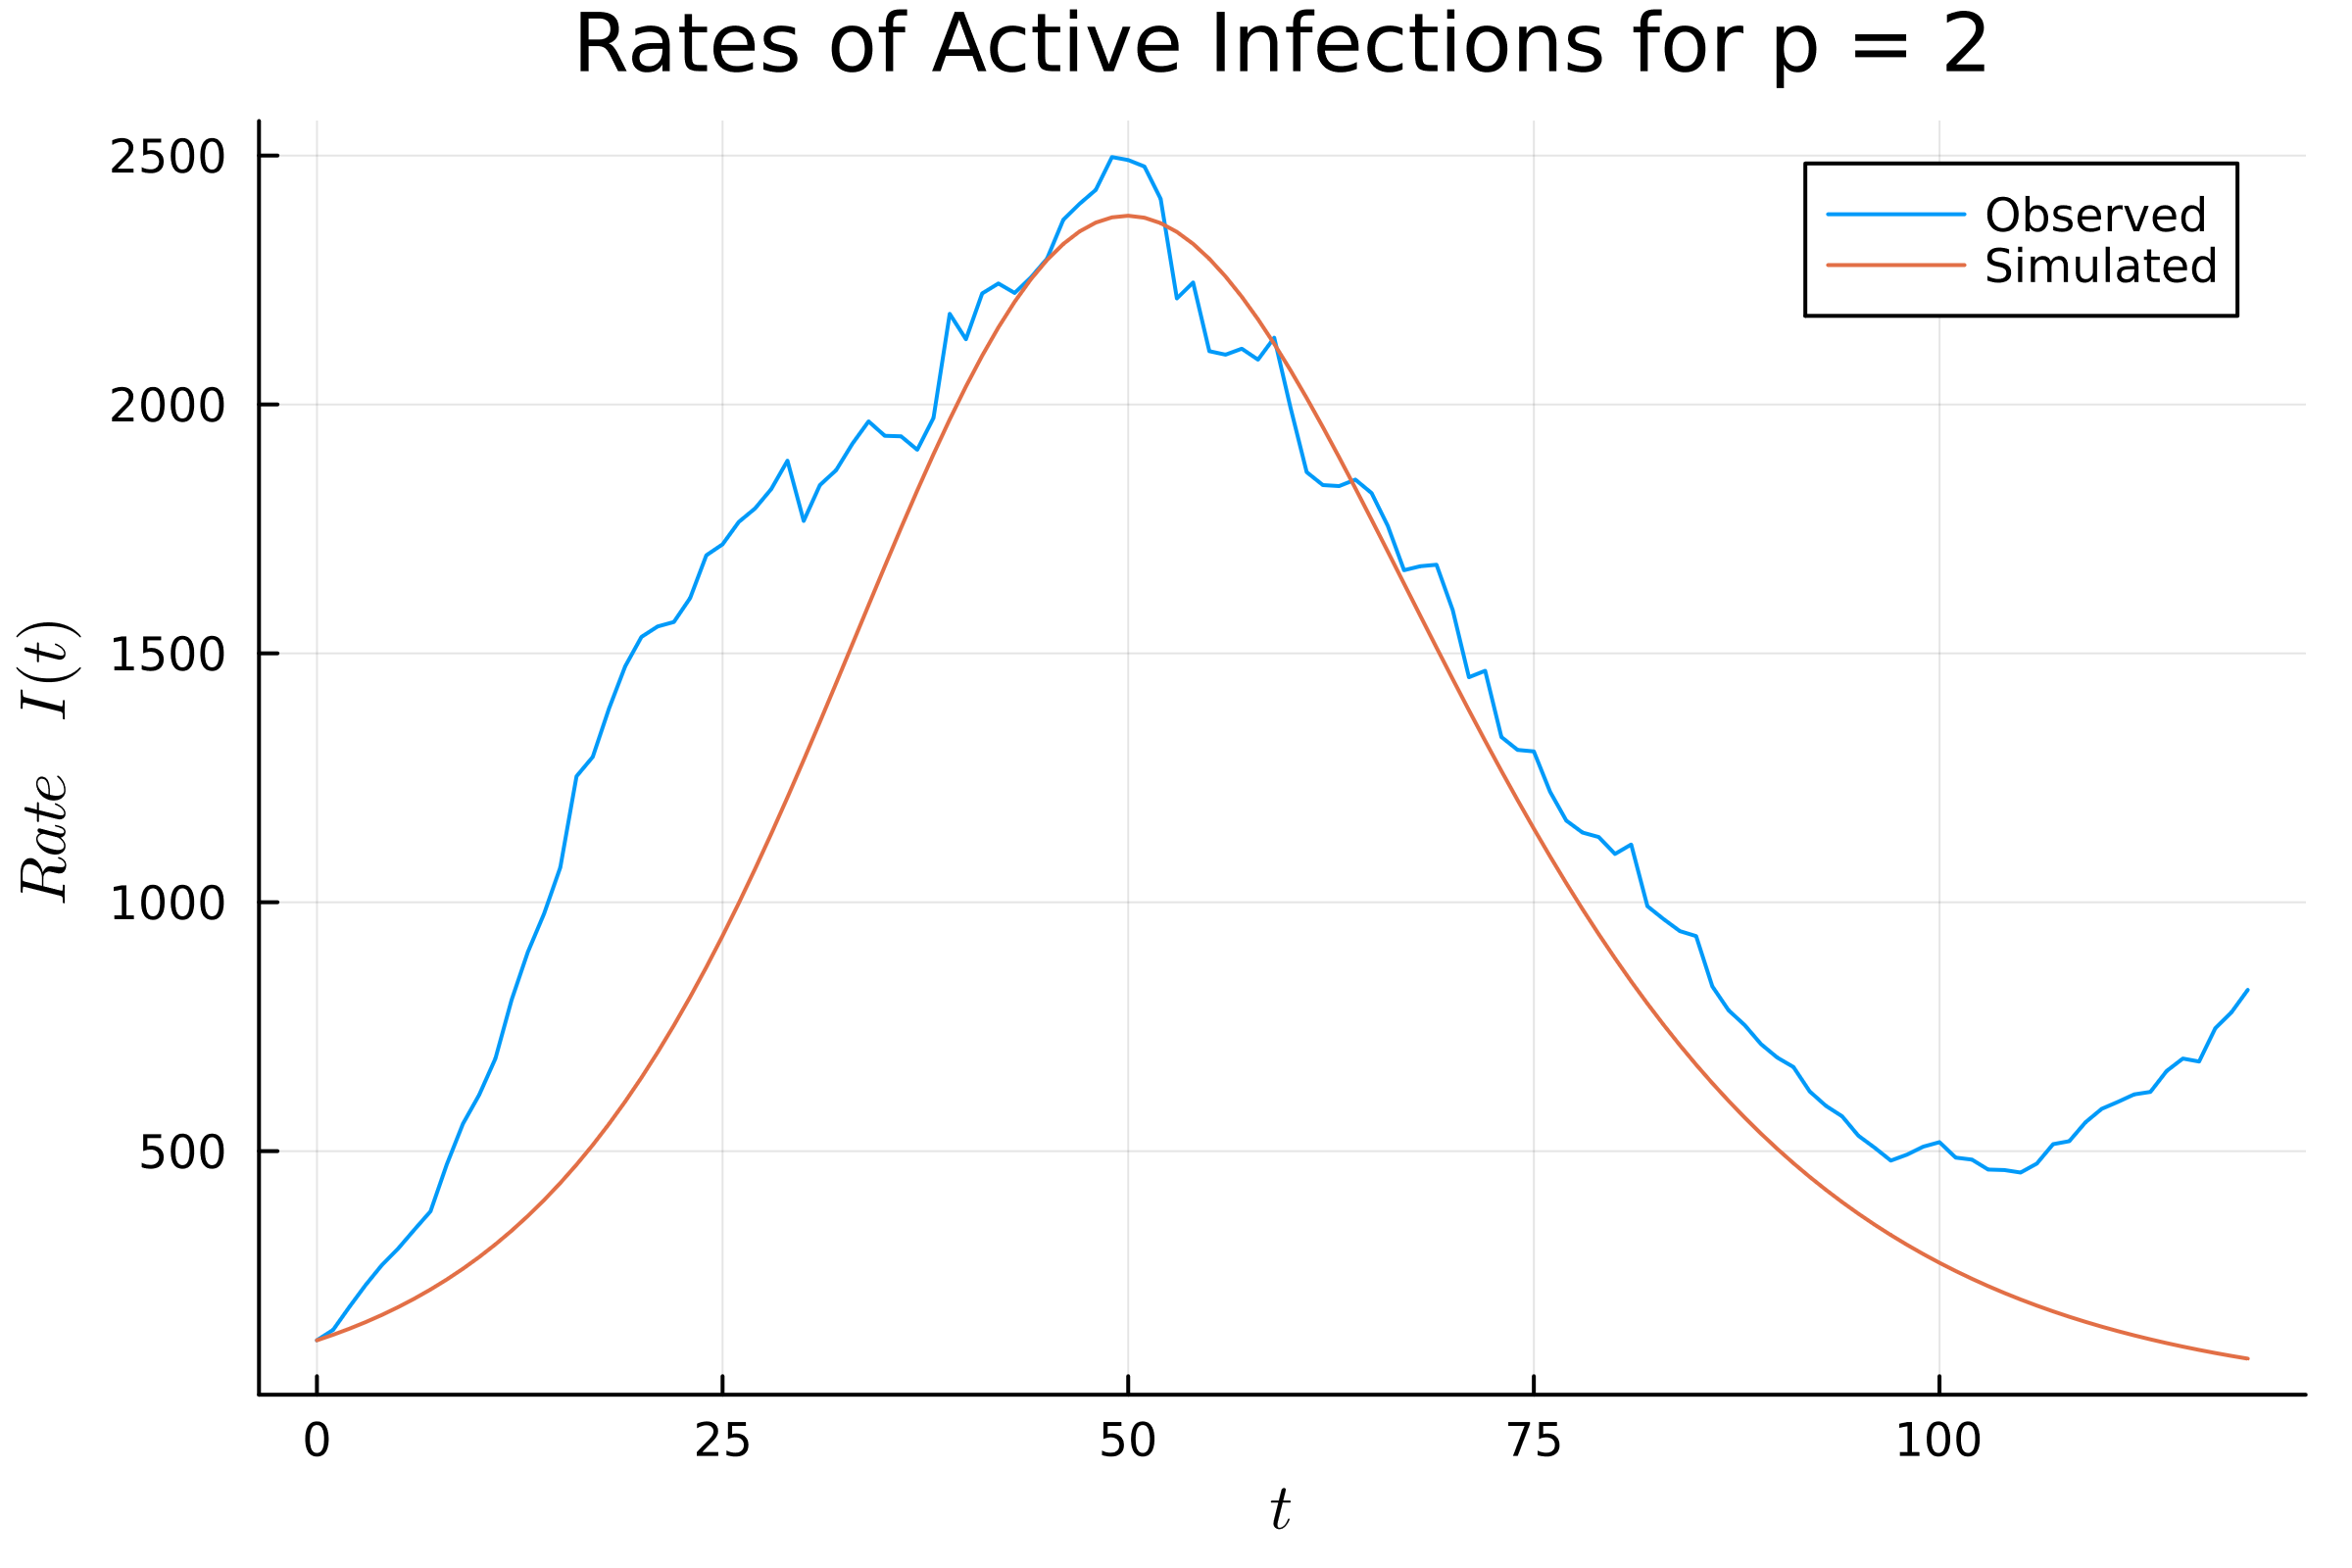 Rates of Active Infections for p = 2
Observed
Simulated
2500
2000
1500
1000
500
Rate I(t)
0 25 50 75 100
t